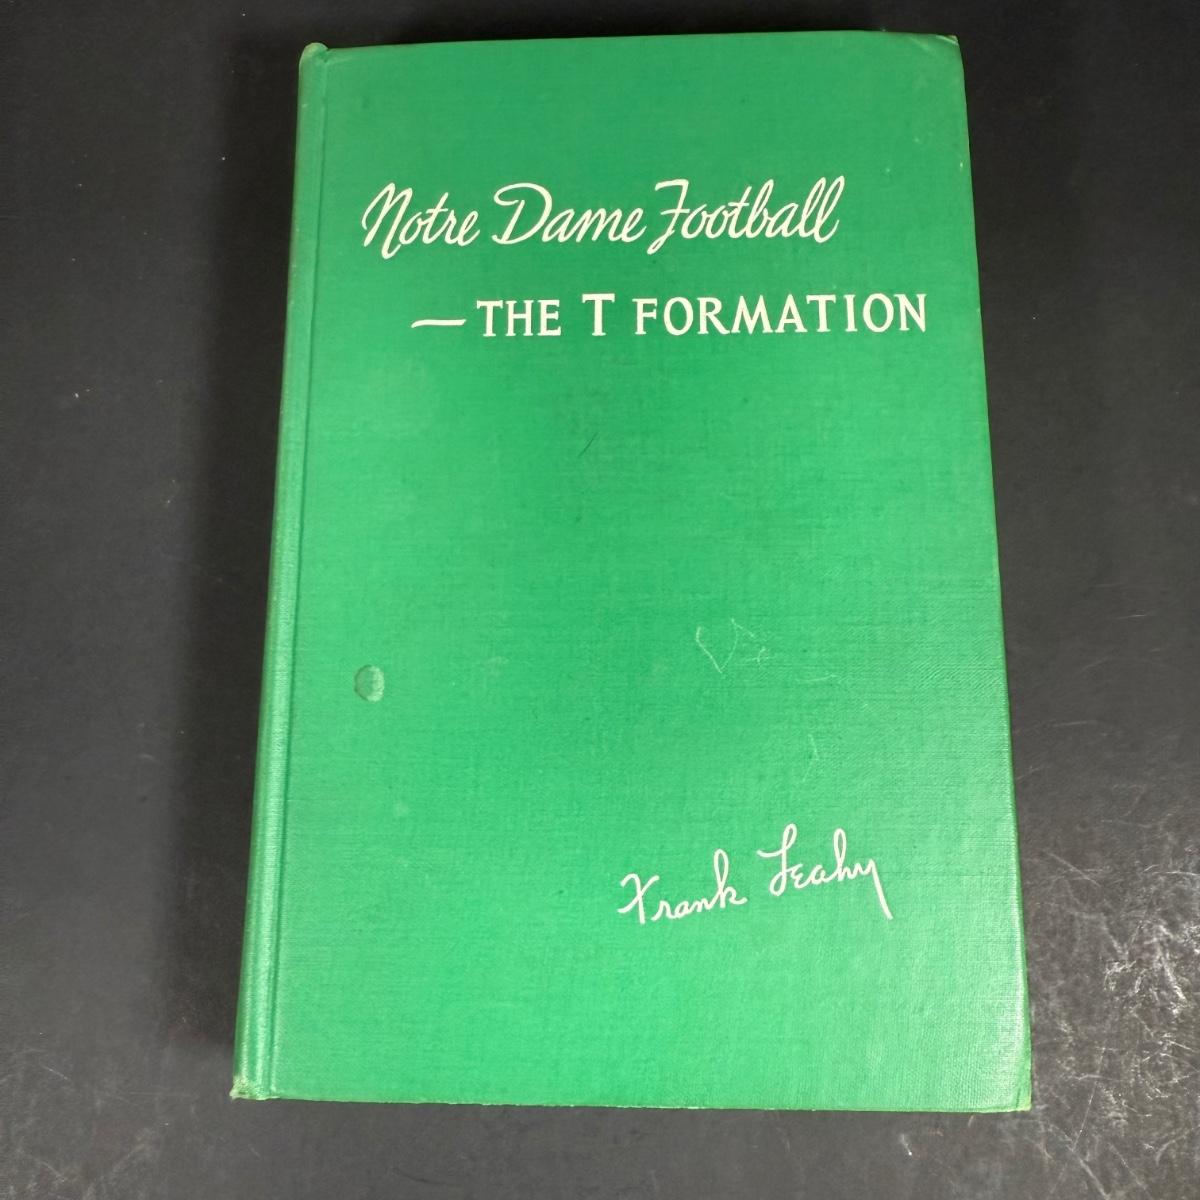 Notre Dame Football
— THE T FORMATION
Frank Leahy